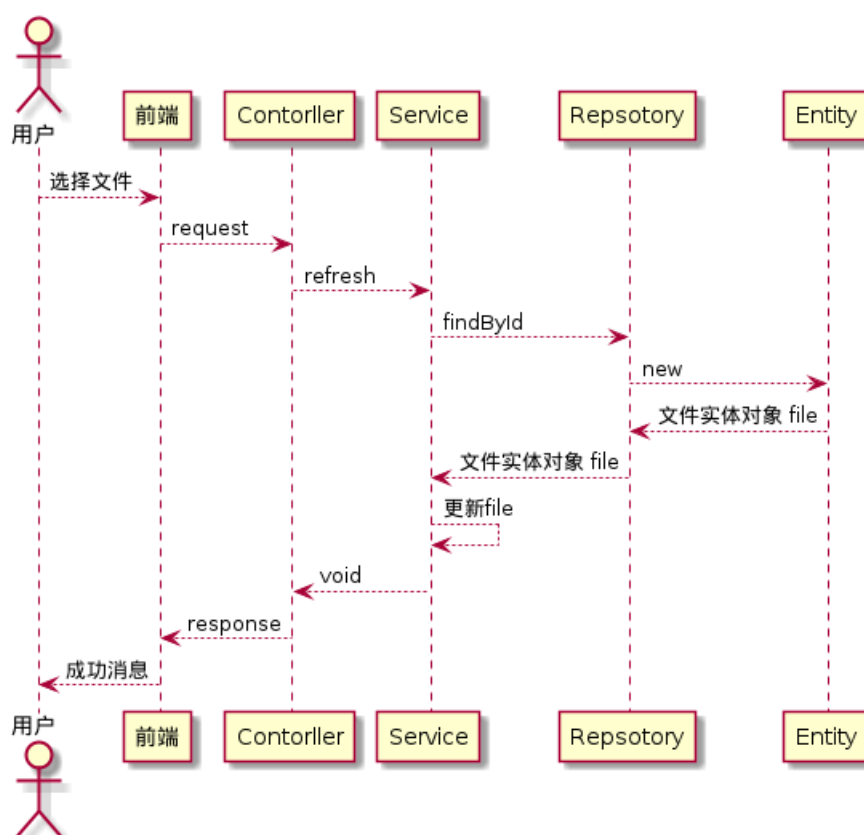 用户
前端
Contorller
Service
Repsotory
Entity
选择文件
request
refresh
findById
new
文件实体对象 file
文件实体对象 file
更新file
void
response
成功消息
用户
前端
Contorller
Service
Repsotory
Entity